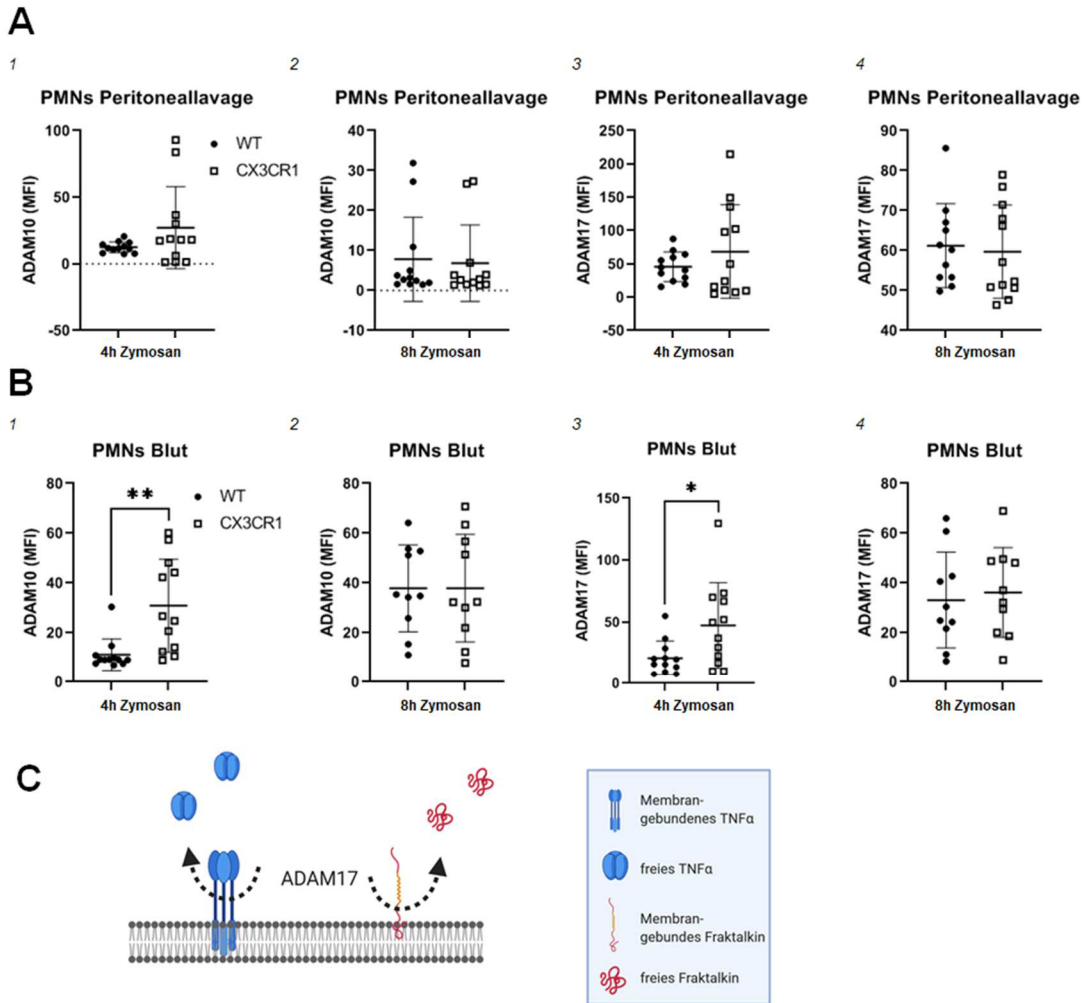 A
1
2
3
4
PMNs Peritoneallavage
PMNs Peritoneallavage
PMNs Peritoneallavage
PMNs Peritoneallavage
ADAM10 (MFI)
100
50
0
-50
WT
CX3CR1
4h Zymosan
ADAM10 (MFI)
40
30
20
10
0
-10
8h Zymosan
ADAM17 (MFI)
250
200
150
100
50
0
-50
4h Zymosan
ADAM17 (MFI)
90
80
70
60
50
40
8h Zymosan
B
1
2
3
4
PMNs Blut
PMNs Blut
PMNs Blut
PMNs Blut
ADAM10 (MFI)
80
60
40
20
0
**
WT
CX3CR1
4h Zymosan
ADAM10 (MFI)
80
60
40
20
0
8h Zymosan
ADAM17 (MFI)
150
100
50
0
*
4h Zymosan
ADAM17 (MFI)
80
60
40
20
0
8h Zymosan
C
ADAM17
Membran-
gebundenes TNFα
freies TNFα
Membran-
gebundes Fraktalkin
freies Fraktalkin